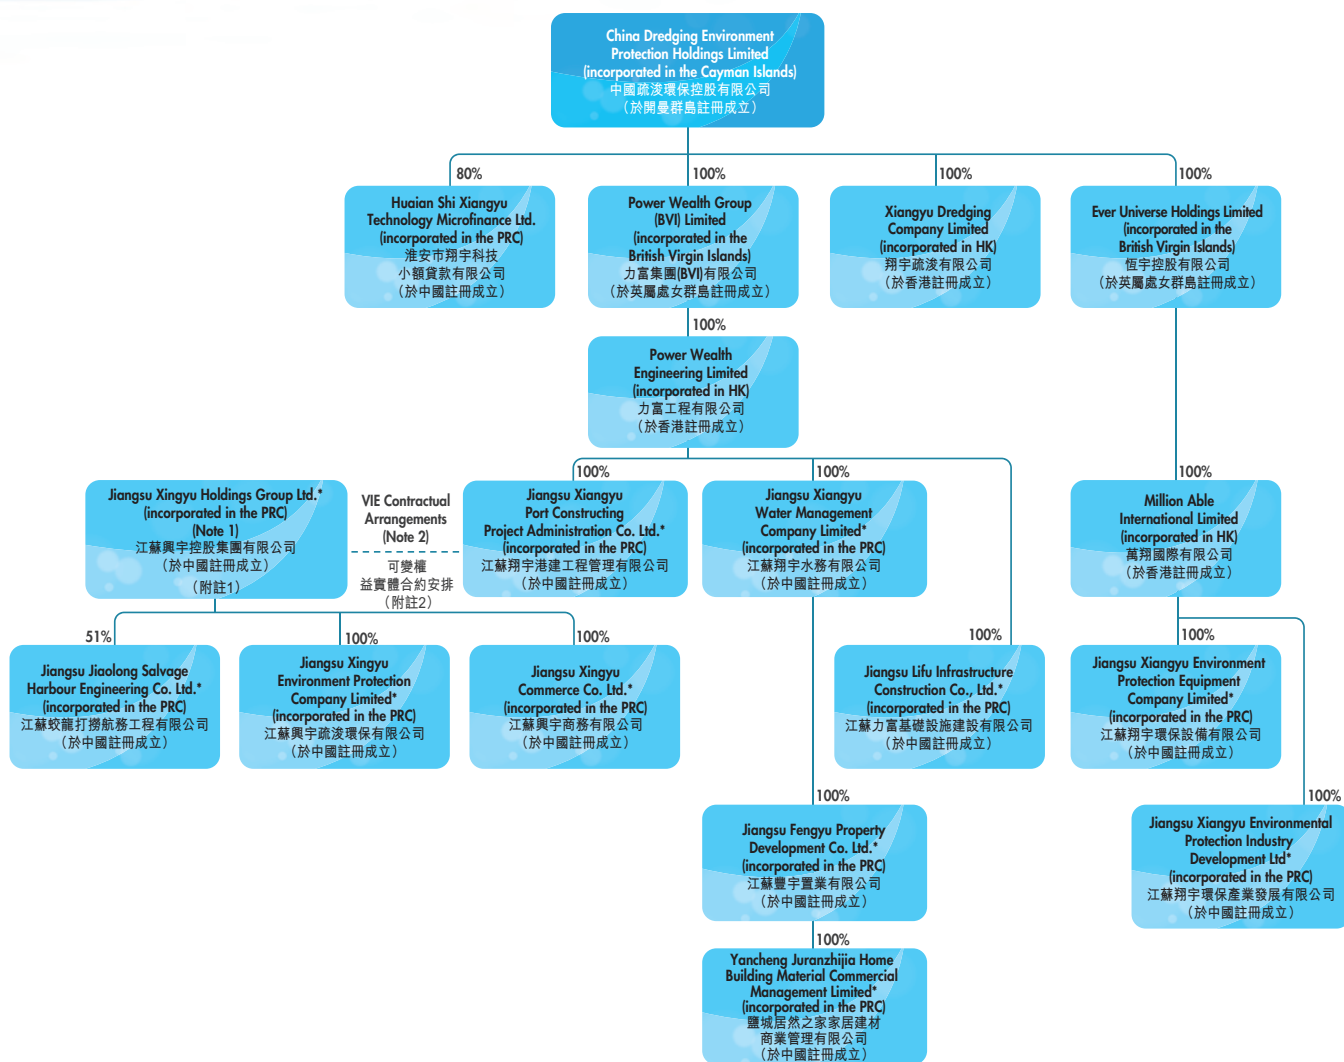 China Dredging Environment
Protection Holdings Limited
(incorporated in the Cayman Islands)
中國疏浚環保控股有限公司
（於開曼群島註冊成立）
80%
100%
100%
100%
Huaian Shi Xiangyu
Technology Microfinance Ltd.
(incorporated in the PRC)
淮安市翔宇科技
小額貸款有限公司
（於中國註冊成立）
Power Wealth Group
(BVI) Limited
(incorporated in the
British Virgin Islands)
力富集團(BVI)有限公司
（於英屬處女群島註冊成立）
Xiangyu Dredging
Company Limited
(incorporated in HK)
翔宇疏浚有限公司
（於香港註冊成立）
Ever Universe Holdings Limited
(incorporated in the
British Virgin Islands)
恆宇控股有限公司
（於英屬處女群島註冊成立）
100%
Power Wealth
Engineering Limited
(incorporated in HK)
力富工程有限公司
（於香港註冊成立）
100%
100%
100%
Jiangsu Xingyu Holdings Group Ltd.*
(incorporated in the PRC)
(Note 1)
江蘇興宇控股集團有限公司
（於中國註冊成立）
（附註1）
VIE Contractual
Arrangements
(Note 2)
可變權
益實體合約安排
（附註2）
Jiangsu Xiangyu
Port Constructing
Project Administration Co. Ltd.*
(incorporated in the PRC)
江蘇翔宇港建工程管理有限公司
（於中國註冊成立）
Jiangsu Xiangyu
Water Management
Company Limited*
(incorporated in the PRC)
江蘇翔宇水務有限公司
（於中國註冊成立）
Million Able
International Limited
(incorporated in HK)
萬翔國際有限公司
（於香港註冊成立）
51%
100%
100%
100%
100%
Jiangsu Jiaolong Salvage
Harbour Engineering Co. Ltd.*
(incorporated in the PRC)
江蘇蛟龍打撈航務工程有限公司
（於中國註冊成立）
Jiangsu Xingyu
Environment Protection
Company Limited*
(incorporated in the PRC)
江蘇興宇疏浚環保有限公司
（於中國註冊成立）
Jiangsu Xingyu
Commerce Co. Ltd.*
(incorporated in the PRC)
江蘇興宇商務有限公司
（於中國註冊成立）
Jiangsu Lifu Infrastructure
Construction Co., Ltd.*
(incorporated in the PRC)
江蘇力富基礎設施建設有限公司
（於中國註冊成立）
Jiangsu Xiangyu Environment
Protection Equipment
Company Limited*
(incorporated in the PRC)
江蘇翔宇環保設備有限公司
（於中國註冊成立）
100%
100%
Jiangsu Fengyu Property
Development Co. Ltd.*
(incorporated in the PRC)
江蘇豐宇置業有限公司
（於中國註冊成立）
Jiangsu Xiangyu Environmental
Protection Industry
Development Ltd*
(incorporated in the PRC)
江蘇翔宇環保產業發展有限公司
（於中國註冊成立）
100%
Yancheng Juranzhijia Home
Building Material Commercial
Management Limited*
(incorporated in the PRC)
鹽城居然之家家居建材
商業管理有限公司
（於中國註冊成立）